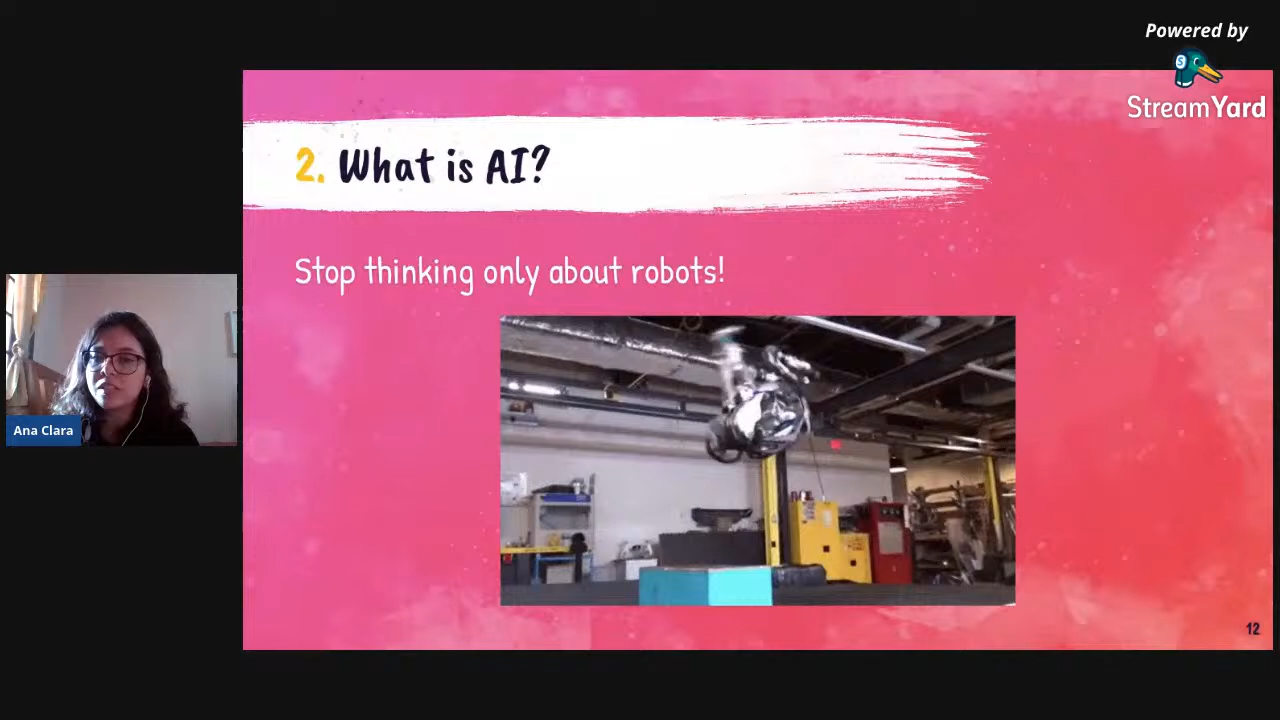 Powered by
StreamYard
2. What is AI?
Stop thinking only about robots!
Ana Clara
12